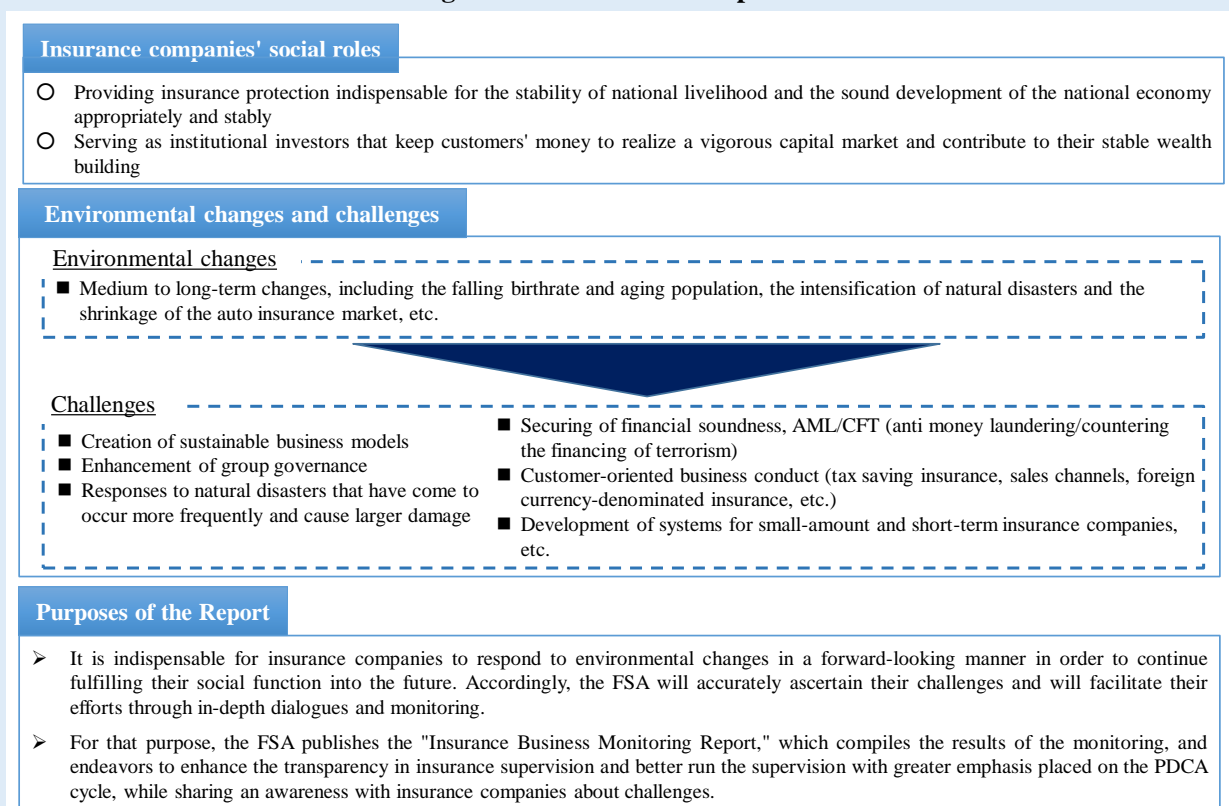 Insurance companies' social roles
○ Providing insurance protection indispensable for the stability of national livelihood and the sound development of the national economy
appropriately and stably
○ Serving as institutional investors that keep customers' money to realize a vigorous capital market and contribute to their stable wealth
building
Environmental changes and challenges
Environmental changes
■ Medium to long-term changes, including the falling birthrate and aging population, the intensification of natural disasters and the
shrinkage of the auto insurance market, etc.
Challenges
■ Creation of sustainable business models
■ Enhancement of group governance
■ Responses to natural disasters that have come to
occur more frequently and cause larger damage
■ Securing of financial soundness, AML/CFT (anti money laundering/countering
the financing of terrorism)
■ Customer-oriented business conduct (tax saving insurance, sales channels, foreign
currency-denominated insurance, etc.)
■ Development of systems for small-amount and short-term insurance companies,
etc.
Purposes of the Report
➢ It is indispensable for insurance companies to respond to environmental changes in a forward-looking manner in order to continue
fulfilling their social function into the future. Accordingly, the FSA will accurately ascertain their challenges and will facilitate their
efforts through in-depth dialogues and monitoring.
➢ For that purpose, the FSA publishes the "Insurance Business Monitoring Report," which compiles the results of the monitoring, and
endeavors to enhance the transparency in insurance supervision and better run the supervision with greater emphasis placed on the PDCA
cycle, while sharing an awareness with insurance companies about challenges.